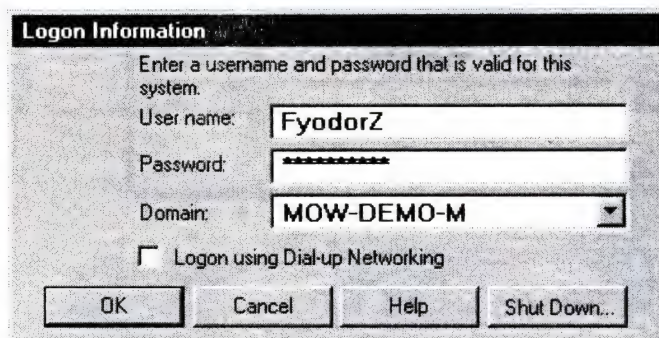 Logon Information
Enter a username and password that is valid for this
system.
User name: FyodorZ
Password: **********
Domain: MOW-DEMO-M
Logon using Dial-up Networking
OK Cancel Help Shut Down...